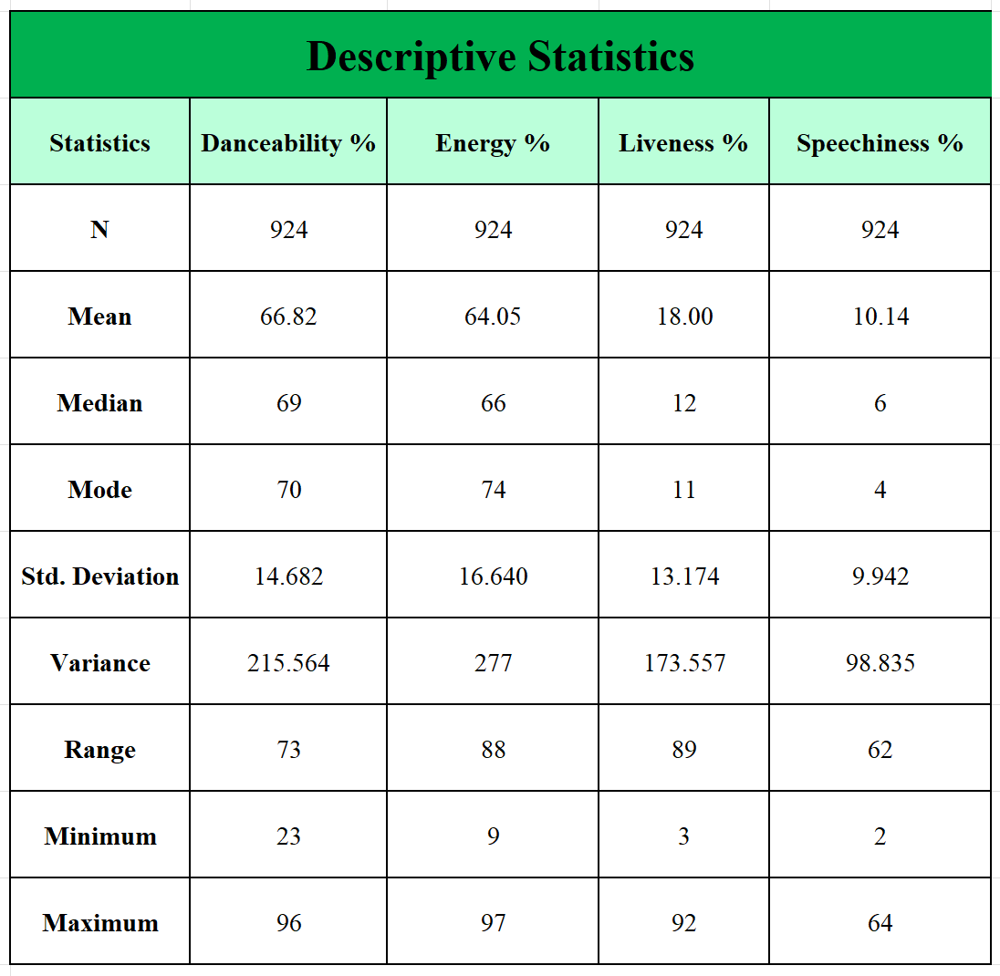 Descriptive Statistics
Statistics Danceability % Energy % Liveness % Speechiness %
N 924 924 924 924
Mean 66.82 64.05 18.00 10.14
Median 69 66 12 6
Mode 70 74 11 4
Std. Deviation 14.682 16.640 13.174 9.942
Variance 215.564 277 173.557 98.835
Range 73 88 89 62
Minimum 23 9 3 2
Maximum 96 97 92 64